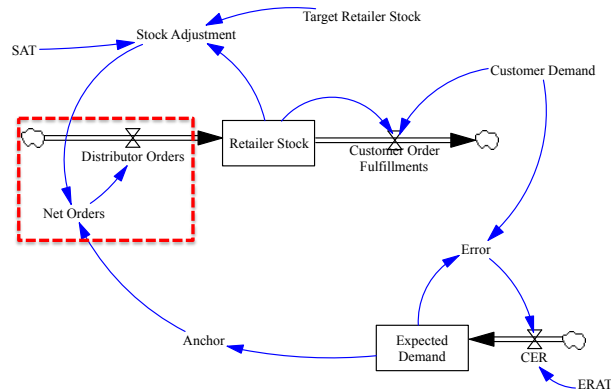 Target Retailer Stock
Stock Adjustment
SAT
Customer Demand
Retailer Stock
Distributor Orders
Customer Order
Fulfillments
Net Orders
Error
Anchor
Expected
Demand
CER
ERAT